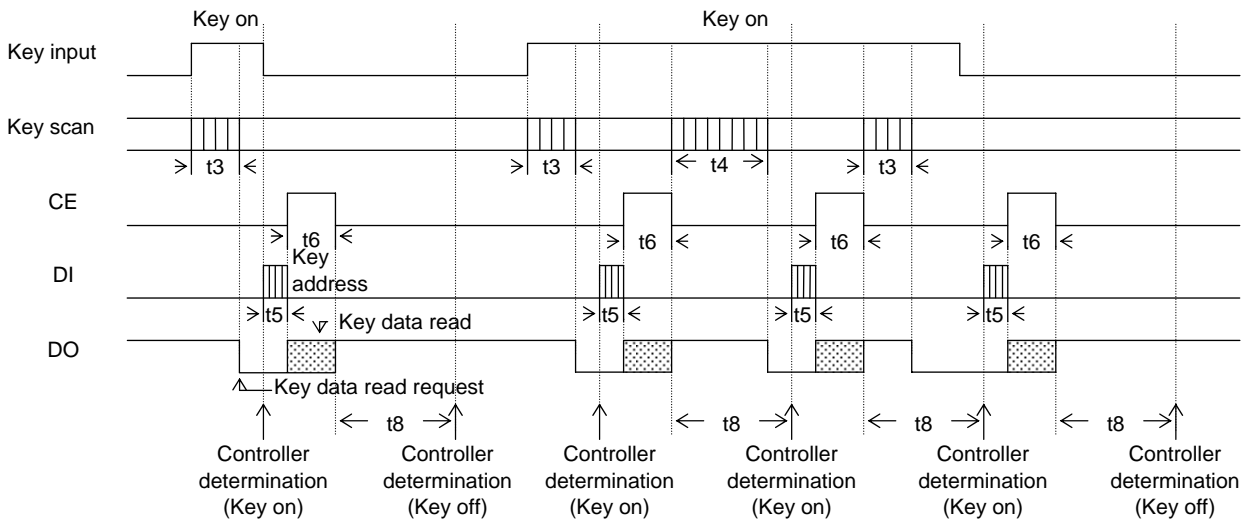 Key on
Key on
Key input
Key scan
t3
t3
t4
t3
CE
t6
t6
t6
t6
DI
Key
address
t5
t5
t5
t5
Key data read
DO
Key data read request
t8
t8
t8
t8
Controller
determination
(Key on)
Controller
determination
(Key off)
Controller
determination
(Key on)
Controller
determination
(Key on)
Controller
determination
(Key on)
Controller
determination
(Key off)